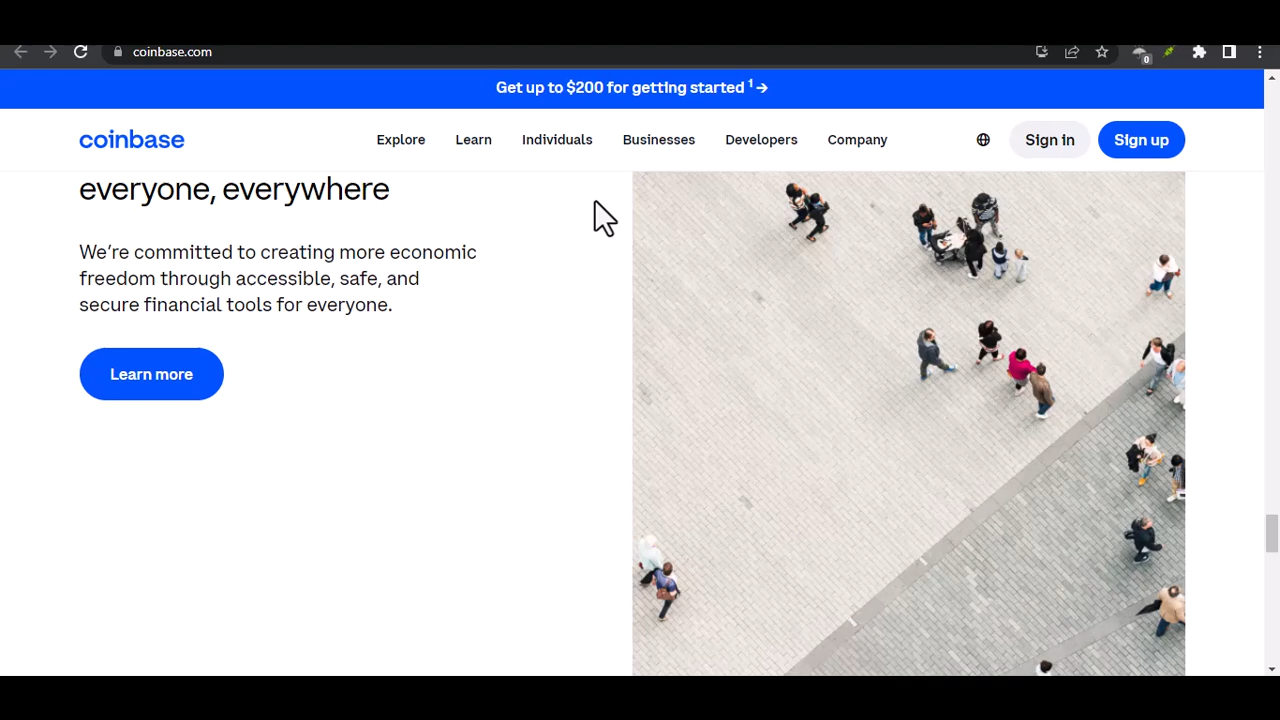 coinbase.com
0
Get up to $200 for getting started ¹ →
coinbase
Explore
Learn
Individuals
Businesses
Developers
Company
Sign in
Sign up
everyone, everywhere
We’re committed to creating more economic
freedom through accessible, safe, and
secure financial tools for everyone.
Learn more